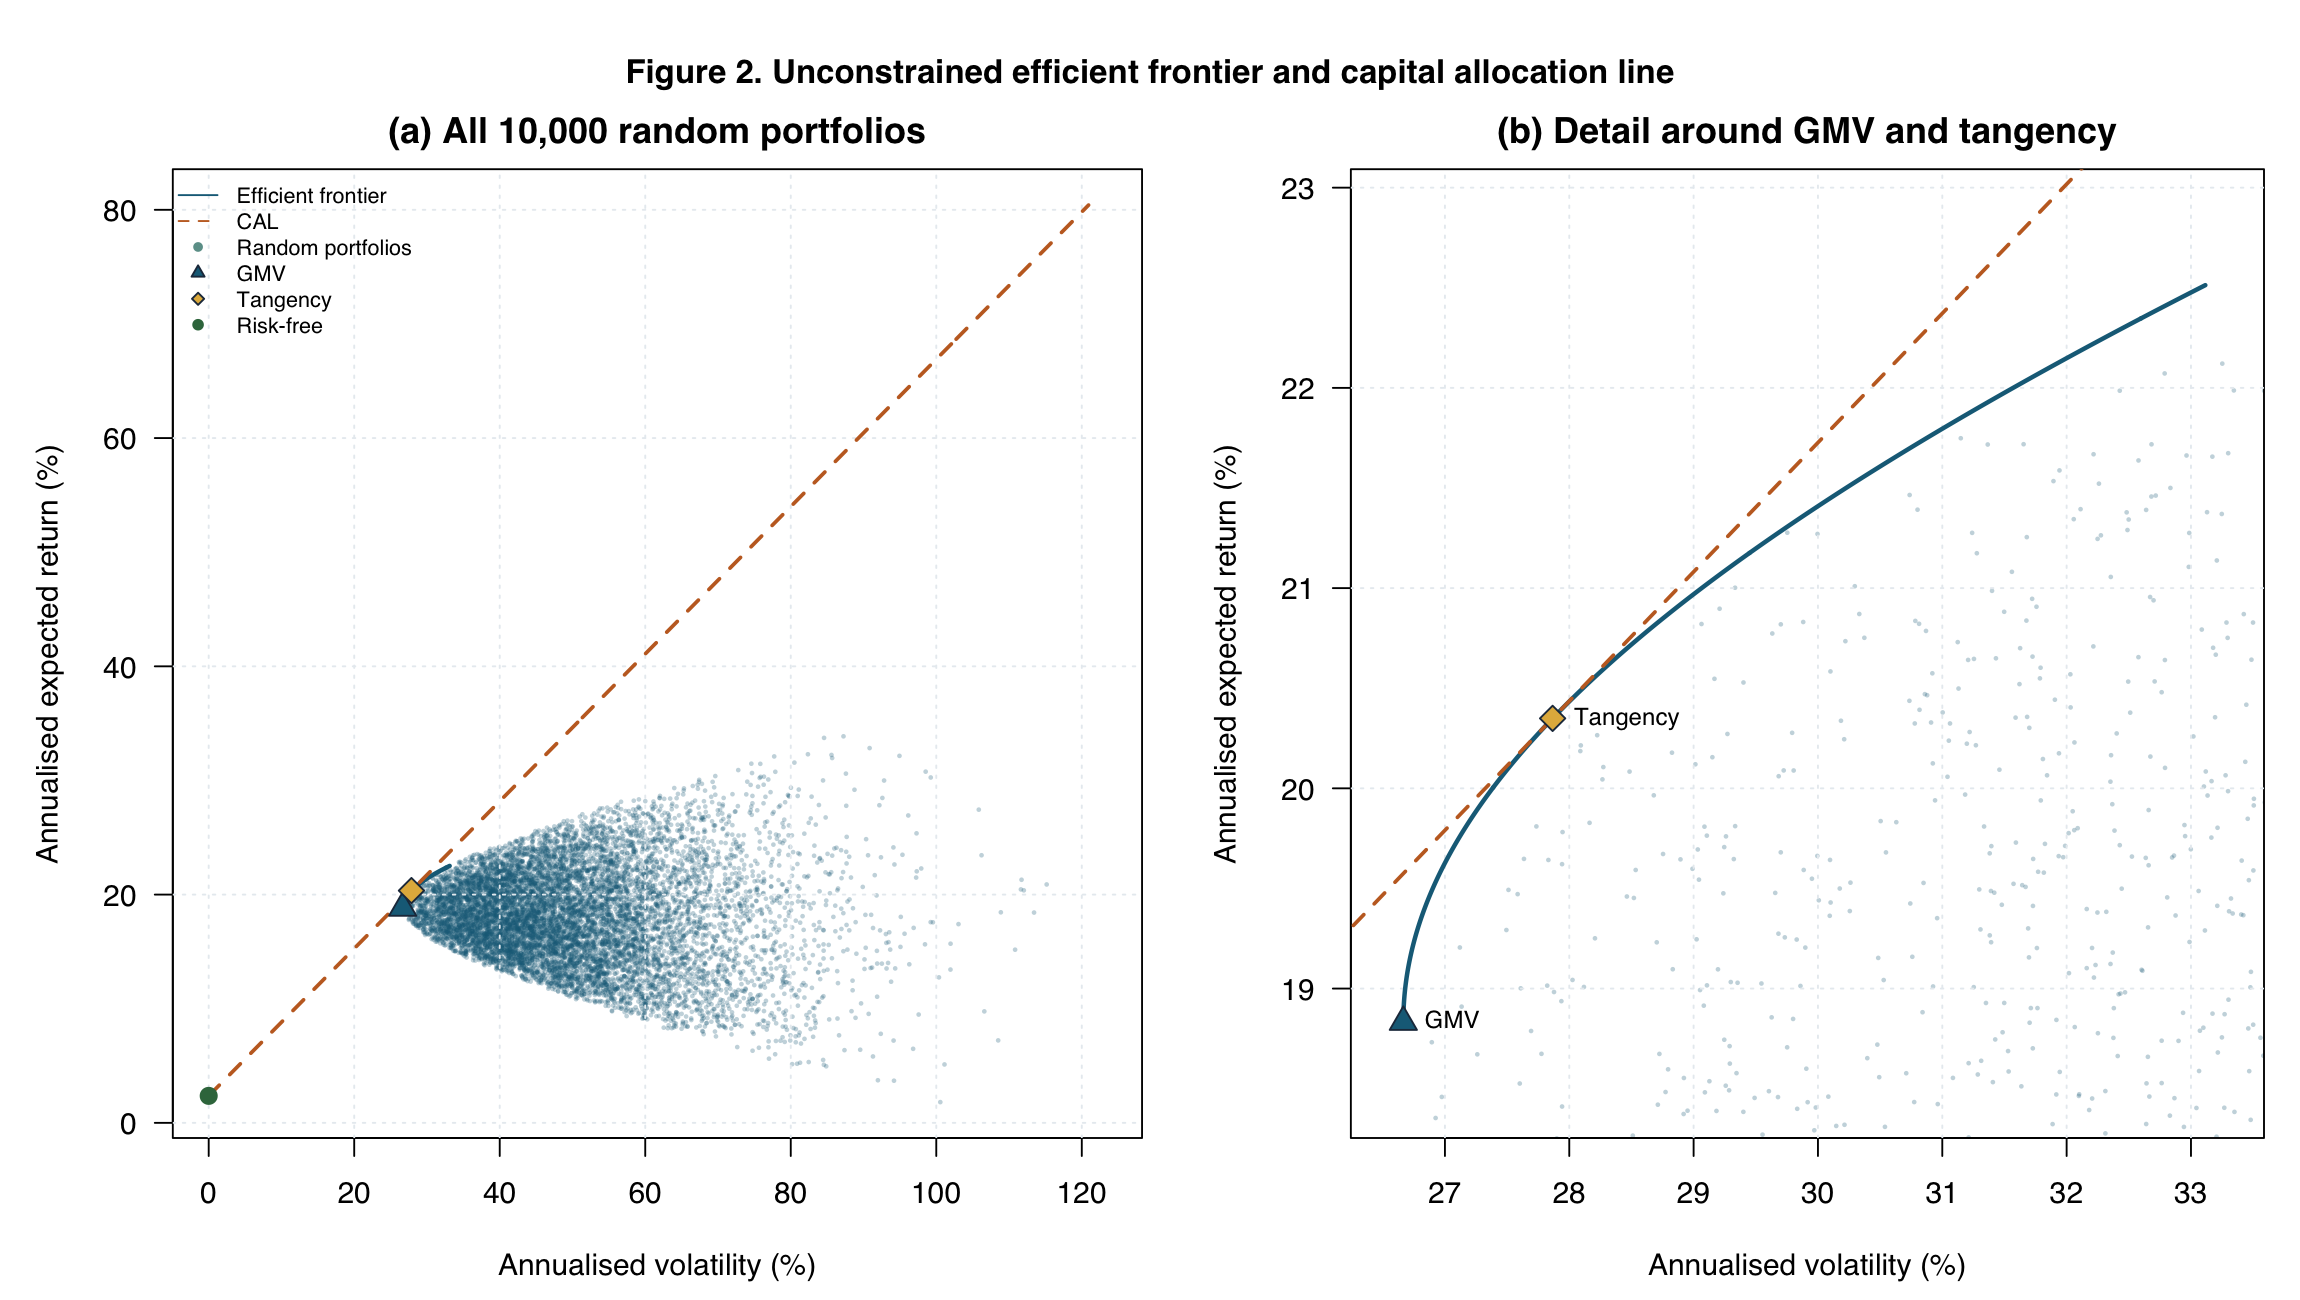 Figure 2. Unconstrained efficient frontier and capital allocation line
(a) All 10,000 random portfolios
Efficient frontier
CAL
Random portfolios
GMV
Tangency
Risk-free
80
60
40
20
0
0 20 40 60 80 100 120
Annualised expected return (%)
Annualised volatility (%)
(b) Detail around GMV and tangency
23
22
21
20
19
Tangency
GMV
27 28 29 30 31 32 33
Annualised expected return (%)
Annualised volatility (%)